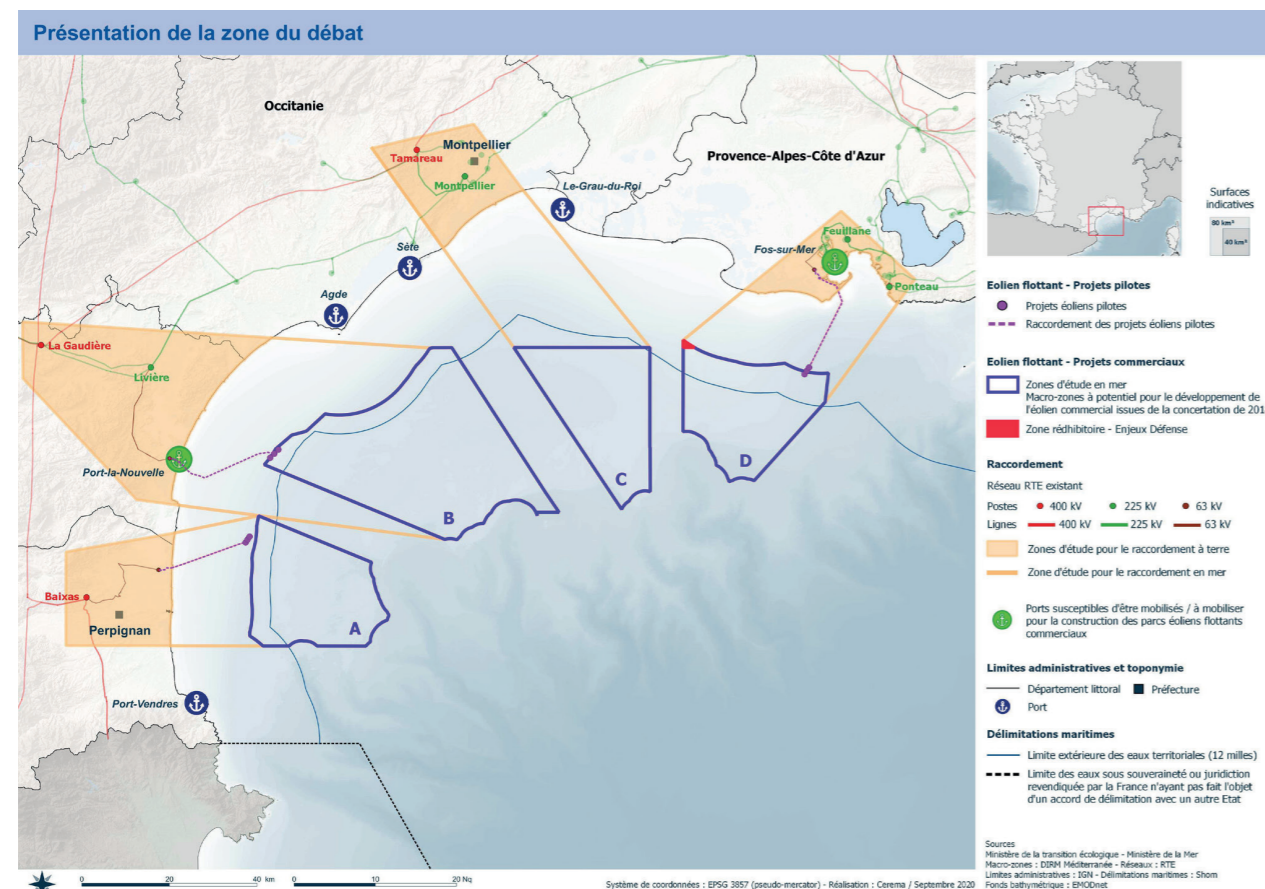 Présentation de la zone du débat
Occitanie
Montpellier
Tamareau
Montpellier
Provence-Alpes-Côte d'Azur
Le-Grau-du-Roi
Sète
Agde
Fos-sur-Mer
Feuillane
Ponteau
La Gaudière
Livière
Port-la-Nouvelle
B
C
D
A
Baixas
Perpignan
Port-Vendres
0 20 40 km
0 10 20 Nq
Système de coordonnées : EPSG 3857 (pseudo-mercator) - Réalisation : Cerema / Septembre 2020
Surfaces
indicatives
80 km²
40 km²
Eolien flottant - Projets pilotes
Projets éoliens pilotes
Raccordement des projets éoliens pilotes
Eolien flottant - Projets commerciaux
Zones d'étude en mer
Macro-zones à potentiel pour le développement de
l'éolien commercial issues de la concertation de 201
Zone rédhibitoire - Enjeux Défense
Raccordement
Réseau RTE existant
Postes 400 kV 225 kV 63 kV
Lignes 400 kV 225 kV 63 kV
Zones d'étude pour le raccordement à terre
Zone d'étude pour le raccordement en mer
Ports susceptibles d'être mobilisés / à mobiliser
pour la construction des parcs éoliens flottants
commerciaux
Limites administratives et toponymie
Département littoral Préfecture
Port
Délimitations maritimes
Limite extérieure des eaux territoriales (12 milles)
Limite des eaux sous souveraineté ou juridiction
revendiquée par la France n'ayant pas fait l'objet
d'un accord de délimitation avec un autre Etat
Sources
Ministère de la transition écologique - Ministère de la Mer
Macro-zones : DIRM Méditerranée - Réseaux : RTE
Limites administratives : IGN - Délimitations maritimes : Shom
Fonds bathymétrique : EMODnet